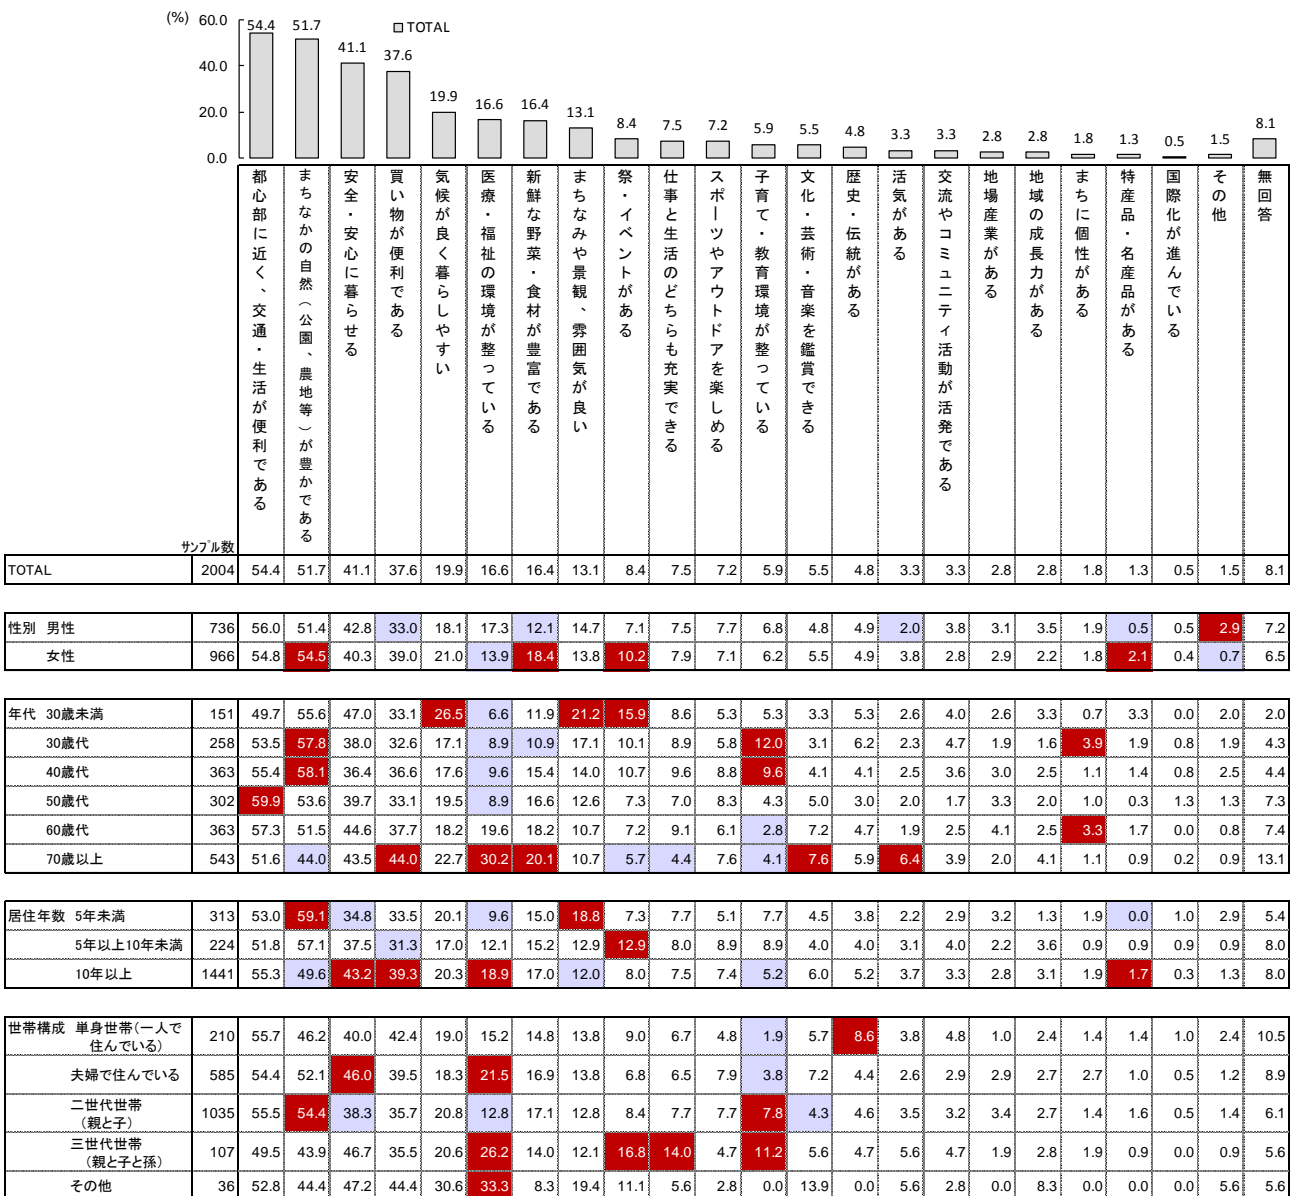 (%)
60.0
40.0
20.0
0.0
□ TOTAL
54.4 51.7 41.1 37.6 19.9 16.6 16.4 13.1 8.4 7.5 7.2 5.9 5.5 4.8 3.3 3.3 2.8 2.8 1.8 1.3 0.5 1.5 8.1
都心部に近く、交通・生活が便利である
まちなかの自然（公園、農地等）が豊かである
安全・安心に暮らせる
買い物が便利である
気候が良く暮らしやすい
医療・福祉の環境が整っている
新鮮な野菜・食材が豊富である
まちなみや景観、雰囲気が良い
祭・イベントがある
仕事と生活のどちらも充実できる
スポーツやアウトドアを楽しめる
子育て・教育環境が整っている
文化・芸術・音楽を鑑賞できる
歴史・伝統がある
活気がある
交流やコミュニティ活動が活発である
地場産業がある
地域の成長力がある
まちに個性がある
特産品・名産品がある
国際化が進んでいる
その他
無回答
ｻﾝﾌﾟﾙ数
TOTAL 2004 54.4 51.7 41.1 37.6 19.9 16.6 16.4 13.1 8.4 7.5 7.2 5.9 5.5 4.8 3.3 3.3 2.8 2.8 1.8 1.3 0.5 1.5 8.1
性別 男性 736 56.0 51.4 42.8 33.0 18.1 17.3 12.1 14.7 7.1 7.5 7.7 6.8 4.8 4.9 2.0 3.8 3.1 3.5 1.9 0.5 0.5 2.9 7.2
女性 966 54.8 54.5 40.3 39.0 21.0 13.9 18.4 13.8 10.2 7.9 7.1 6.2 5.5 4.9 3.8 2.8 2.9 2.2 1.8 2.1 0.4 0.7 6.5
年代 30歳未満 151 49.7 55.6 47.0 33.1 26.5 6.6 11.9 21.2 15.9 8.6 5.3 5.3 3.3 5.3 2.6 4.0 2.6 3.3 0.7 3.3 0.0 2.0 2.0
30歳代 258 53.5 57.8 38.0 32.6 17.1 8.9 10.9 17.1 10.1 8.9 5.8 12.0 3.1 6.2 2.3 4.7 1.9 1.6 3.9 1.9 0.8 1.9 4.3
40歳代 363 55.4 58.1 36.4 36.6 17.6 9.6 15.4 14.0 10.7 9.6 8.8 9.6 4.1 4.1 2.5 3.6 3.0 2.5 1.1 1.4 0.8 2.5 4.4
50歳代 302 59.9 53.6 39.7 33.1 19.5 8.9 16.6 12.6 7.3 7.0 8.3 4.3 5.0 3.0 2.0 1.7 3.3 2.0 1.0 0.3 1.3 1.3 7.3
60歳代 363 57.3 51.5 44.6 37.7 18.2 19.6 18.2 10.7 7.2 9.1 6.1 2.8 7.2 4.7 1.9 2.5 4.1 2.5 3.3 1.7 0.0 0.8 7.4
70歳以上 543 51.6 44.0 43.5 44.0 22.7 30.2 20.1 10.7 5.7 4.4 7.6 4.1 7.6 5.9 6.4 3.9 2.0 4.1 1.1 0.9 0.2 0.9 13.1
居住年数 5年未満 313 53.0 59.1 34.8 33.5 20.1 9.6 15.0 18.8 7.3 7.7 5.1 7.7 4.5 3.8 2.2 2.9 3.2 1.3 1.9 0.0 1.0 2.9 5.4
5年以上10年未満 224 51.8 57.1 37.5 31.3 17.0 12.1 15.2 12.9 12.9 8.0 8.9 8.9 4.0 4.0 3.1 4.0 2.2 3.6 0.9 0.9 0.9 0.9 8.0
10年以上 1441 55.3 49.6 43.2 39.3 20.3 18.9 17.0 12.0 8.0 7.5 7.4 5.2 6.0 5.2 3.7 3.3 2.8 3.1 1.9 1.7 0.3 1.3 8.0
世帯構成 単身世帯(一人で
住んでいる) 210 55.7 46.2 40.0 42.4 19.0 15.2 14.8 13.8 9.0 6.7 4.8 1.9 5.7 8.6 3.8 4.8 1.0 2.4 1.4 1.4 1.0 2.4 10.5
夫婦で住んでいる 585 54.4 52.1 46.0 39.5 18.3 21.5 16.9 13.8 6.8 6.5 7.9 3.8 7.2 4.4 2.6 2.9 2.9 2.7 2.7 1.0 0.5 1.2 8.9
二世代世帯
(親と子) 1035 55.5 54.4 38.3 35.7 20.8 12.8 17.1 12.8 8.4 7.7 7.7 7.8 4.3 4.6 3.5 3.2 3.4 2.7 1.4 1.6 0.5 1.4 6.1
三世代世帯
(親と子と孫) 107 49.5 43.9 46.7 35.5 20.6 26.2 14.0 12.1 16.8 14.0 4.7 11.2 5.6 4.7 5.6 4.7 1.9 2.8 1.9 0.9 0.0 0.9 5.6
その他 36 52.8 44.4 47.2 44.4 30.6 33.3 8.3 19.4 11.1 5.6 2.8 0.0 13.9 0.0 5.6 2.8 0.0 8.3 0.0 0.0 0.0 5.6 5.6